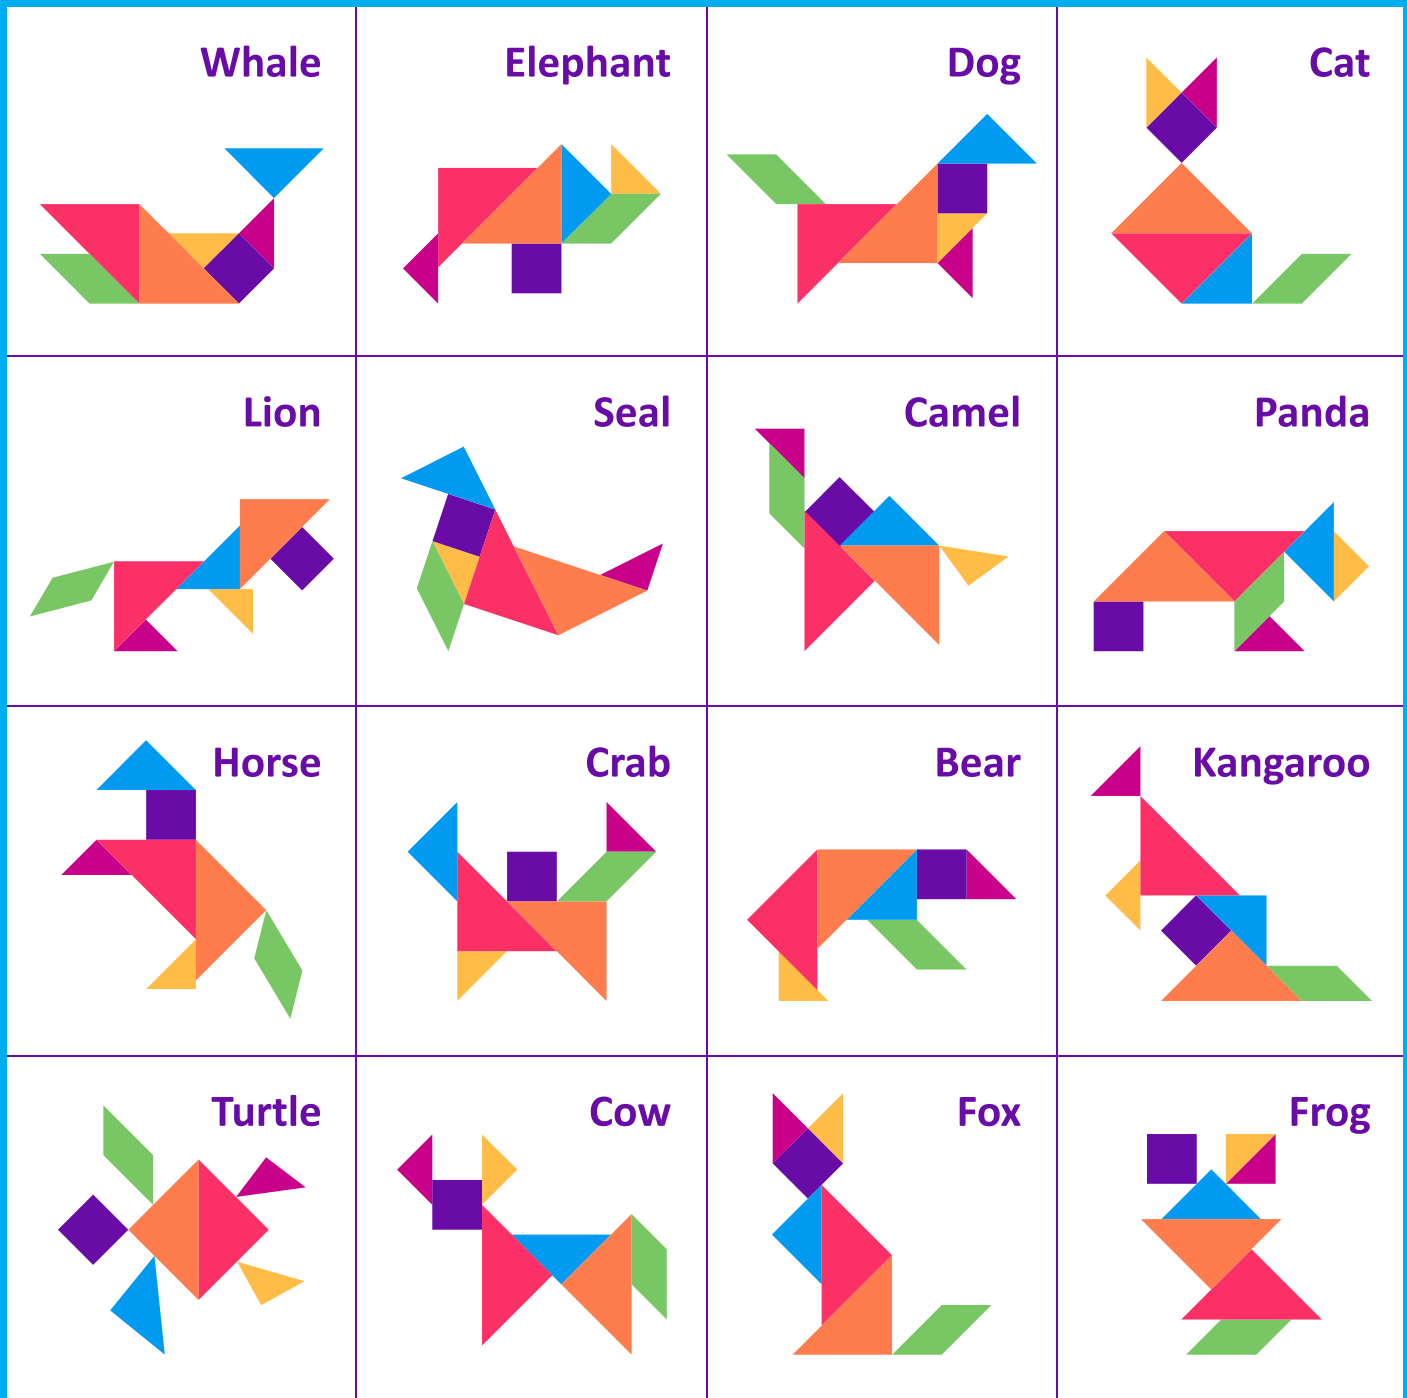 Whale
Elephant
Dog
Cat
Lion
Seal
Camel
Panda
Horse
Crab
Bear
Kangaroo
Turtle
Cow
Fox
Frog